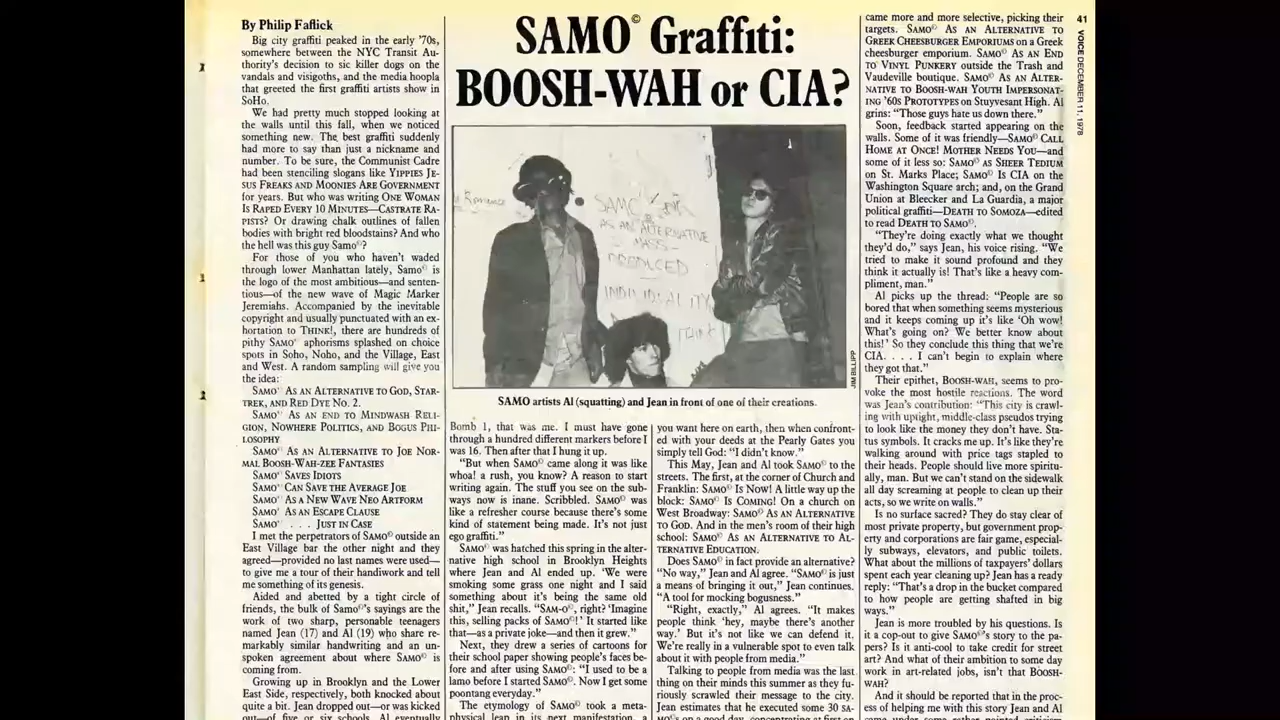 By Philip Faflick
Big city graffiti peaked in the early '70s,
somewhere between the NYC Transit Au-
thority's decision to sic killer dogs on the
vandals and visigoths, and the media hoopla
that greeted the first graffiti artists show in
SoHo.
We had pretty much stopped looking at
the walls until this fall, when we noticed
something new. The best graffiti suddenly
had more to say than just a nickname and
number. To be sure, the Communist Cadre
had been stenciling slogans like YIPPIES JE-
SUS FREAKS AND MOONIES ARE GOVERNMENT
for years. But who was writing ONE WOMAN
IS RAPED EVERY 10 MINUTES—CASTRATE RA-
PISTS? Or drawing chalk outlines of fallen
bodies with bright red bloodstains? And who
the hell was this guy SAMO©?
For those of you who haven't waded
through lower Manhattan lately, SAMO© is
the logo of the most ambitious—and senten-
tious—of the new wave of Magic Marker
Jeremiahs. Accompanied by the inevitable
copyright and usually punctuated with an ex-
hortation to THINK!, there are hundreds of
pithy SAMO© aphorisms splashed on choice
spots in Soho, Noho, and the Village, East
and West. A random sampling will give you
the idea:
SAMO© AS AN ALTERNATIVE TO GOD, STAR-
TREK, AND RED DYE NO. 2.
SAMO© AS AN END TO MINDWASH RELI-
GION, NOWHERE POLITICS, AND BOGUS PHI-
LOSOPHY
SAMO© AS AN ALTERNATIVE TO JOE NOR-
MAL BOOSH-WAH-ZEE FANTASIES
SAMO© SAVES IDIOTS
SAMO© CAN SAVE THE AVERAGE JOE
SAMO© AS A NEW WAVE NEO ARTFORM
SAMO© AS AN ESCAPE CLAUSE
SAMO© . . . JUST IN CASE
I met the perpetrators of SAMO© outside an
East Village bar the other night and they
agreed—provided no last names were used—
to give me a tour of their handiwork and tell
me something of its genesis.
Aided and abetted by a tight circle of
friends, the bulk of SAMO©'s sayings are the
work of two sharp, personable teenagers
named Jean (17) and Al (19) who share re-
markably similar handwriting and an un-
spoken agreement about where SAMO© is
coming from.
Growing up in Brooklyn and the Lower
East Side, respectively, both knocked about
quite a bit. Jean dropped out—or was kicked
out—of five or six schools. Al eventually
SAMO© Graffiti:
BOOSH-WAH or CIA?
SAMO©
AS AN ALTERNATIVE
MASS-
PRODUCED
INDIVIDUALITY
THINK
JIM BILLIPP
SAMO artists Al (squatting) and Jean in front of one of their creations.
Bomb 1, that was me. I must have gone
through a hundred different markers before I
was 16. Then after that I hung it up.
"But when SAMO© came along it was like
whoa! a rush, you know? A reason to start
writing again. The stuff you see on the sub-
ways now is inane. Scribbled. SAMO© was
like a refresher course because there's some
kind of statement being made. It's not just
ego graffiti."
SAMO© was hatched this spring in the alter-
native high school in Brooklyn Heights
where Jean and Al ended up. 'We were
smoking some grass one night and I said
something about it's being the same old
shit," Jean recalls. "SAM-O©, right? 'Imagine
this, selling packs of SAMO©!' It started like
that—as a private joke—and then it grew."
Next, they drew a series of cartoons for
their school paper showing people's faces be-
fore and after using SAMO©: "I used to be a
lamo before I started SAMO©. Now I get some
poontang everyday."
The etymology of SAMO© took a meta-
physical leap in its next manifestation, a
you want here on earth, then when confront-
ed with your deeds at the Pearly Gates you
simply tell God: "I didn't know."
This May, Jean and Al took SAMO© to the
streets. The first, at the corner of Church and
Franklin: SAMO© IS NOW! A little way up the
block: SAMO© IS COMING! On a church on
West Broadway: SAMO© AS AN ALTERNATIVE
TO GOD. And in the men's room of their high
school: SAMO© AS AN ALTERNATIVE TO AL-
TERNATIVE EDUCATION.
Does SAMO© in fact provide an alternative?
"No way," Jean and Al agree. "SAMO© is just
a means of bringing it out," Jean continues.
"A tool for mocking bogusness."
"Right, exactly," Al agrees. "It makes
people think 'hey, maybe there's another
way.' But it's not like we can defend it.
We're really in a vulnerable spot to even talk
about it with people from media."
Talking to people from media was the last
thing on their minds this summer as they fu-
riously scrawled their message to the city.
Jean estimates that he executed some 30 SA-
MO©s on a good day, concentrating at first on
came more and more selective, picking their
targets. SAMO© AS AN ALTERNATIVE TO
GREEK CHEESBURGER EMPORIUMS on a Greek
cheesburger emporium. SAMO© AS AN END
TO VINYL PUNKERY outside the Trash and
Vaudeville boutique. SAMO© AS AN ALTER-
NATIVE TO BOOSH-WAH YOUTH IMPERSONAT-
ING '60S PROTOTYPES on Stuyvesant High. Al
grins: "Those guys hate us down there."
Soon, feedback started appearing on the
walls. Some of it was friendly—SAMO© CALL
HOME AT ONCE! MOTHER NEEDS YOU—and
some of it less so: SAMO© AS SHEER TEDIUM
on St. Marks Place; SAMO© IS CIA on the
Washington Square arch; and, on the Grand
Union at Bleecker and La Guardia, a major
political graffiti—DEATH TO SOMOZA—edited
to read DEATH TO SAMO©.
"They're doing exactly what we thought
they'd do," says Jean, his voice rising. "We
tried to make it sound profound and they
think it actually is! That's like a heavy com-
pliment, man."
Al picks up the thread: "People are so
bored that when something seems mysterious
and it keeps coming up it's like 'Oh wow!
What's going on? We better know about
this!' So they conclude this thing that we're
CIA. . . . I can't begin to explain where
they got that."
Their epithet, BOOSH-WAH, seems to pro-
voke the most hostile reactions. The word
was Jean's contribution: "This city is crawl-
ing with uptight, middle-class pseudos trying
to look like the money they don't have. Sta-
tus symbols. It cracks me up. It's like they're
walking around with price tags stapled to
their heads. People should live more spiritu-
ally, man. But we can't stand on the sidewalk
all day screaming at people to clean up their
acts, so we write on walls."
Is no surface sacred? They do stay clear of
most private property, but government prop-
erty and corporations are fair game, especial-
ly subways, elevators, and public toilets.
What about the millions of taxpayers' dollars
spent each year cleaning up? Jean has a ready
reply: "That's a drop in the bucket compared
to how people are getting shafted in big
ways."
Jean is more troubled by his questions. Is
it a cop-out to give SAMO©'s story to the pa-
pers? Is it anti-cool to take credit for street
art? And what of their ambition to some day
work in art-related jobs, isn't that BOOSH-
WAH?
And it should be reported that in the proc-
ess of helping me with this story Jean and Al
came under some rather pointed criticism
41
VOICE DECEMBER 11, 1978